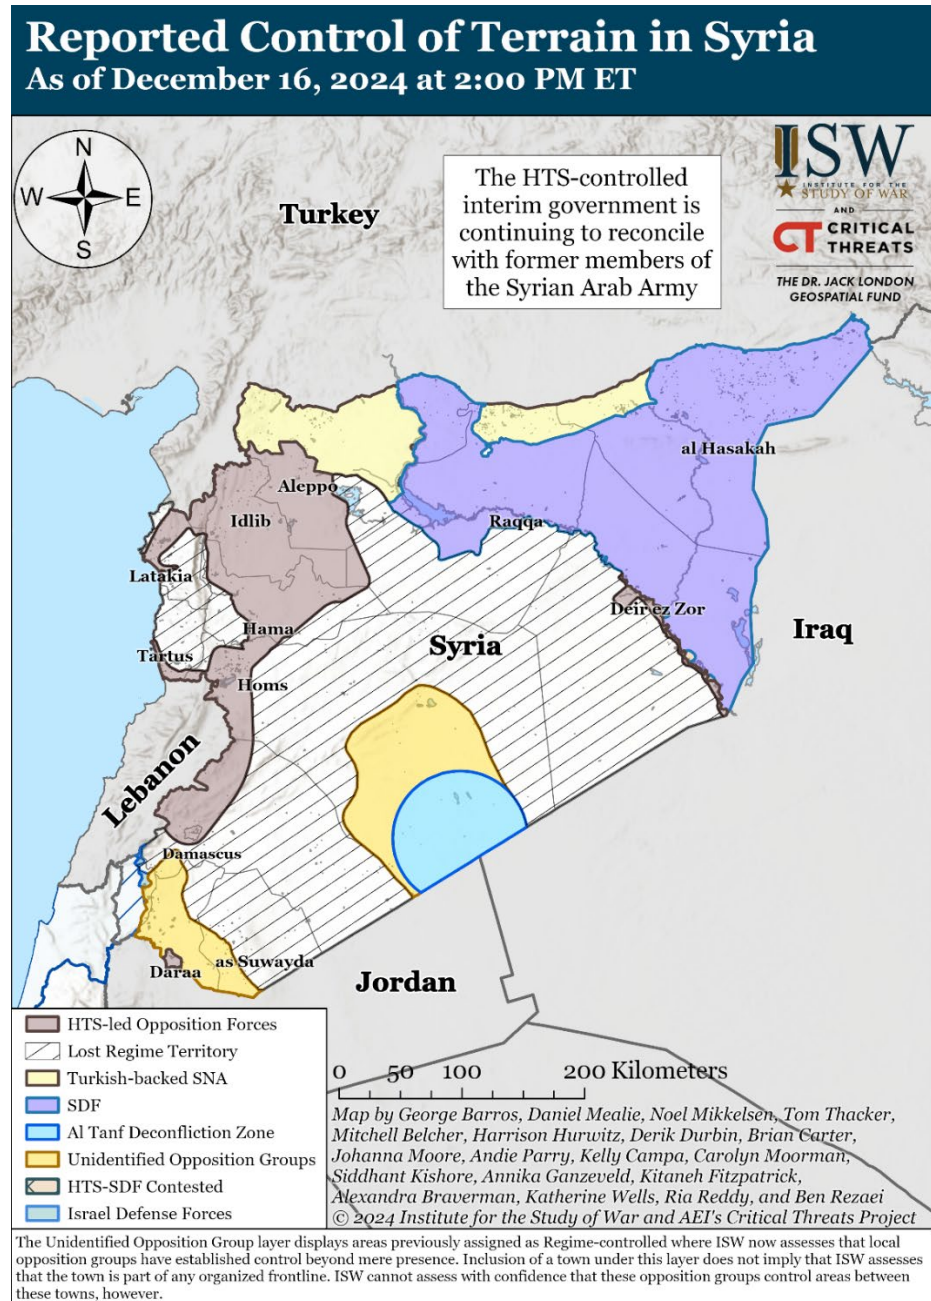 Reported Control of Terrain in Syria
As of December 16, 2024 at 2:00 PM ET
N
W
E
S
The HTS-controlled
interim government is
continuing to reconcile
with former members of
the Syrian Arab Army
ISW
INSTITUTE FOR THE
STUDY OF WAR
AND
CT CRITICAL
THREATS
THE DR. JACK LONDON
GEOSPATIAL FUND
Turkey
al Hasakah
Aleppo
Idlib
Raqqa
Latakia
Deir ez Zor
Hama
Iraq
Syria
Tartus
Homs
Lebanon
Damascus
as Suwayda
Daraa
Jordan
HTS-led Opposition Forces
Lost Regime Territory
Turkish-backed SNA
SDF
Al Tanf Deconfliction Zone
Unidentified Opposition Groups
HTS-SDF Contested
Israel Defense Forces
0 50 100 200 Kilometers
Map by George Barros, Daniel Mealie, Noel Mikkelsen, Tom Thacker,
Mitchell Belcher, Harrison Hurwitz, Derik Durbin, Brian Carter,
Johanna Moore, Andie Parry, Kelly Campa, Carolyn Moorman,
Siddhant Kishore, Annika Ganzeveld, Kitaneh Fitzpatrick,
Alexandra Braverman, Katherine Wells, Ria Reddy, and Ben Rezaei
© 2024 Institute for the Study of War and AEI's Critical Threats Project
The Unidentified Opposition Group layer displays areas previously assigned as Regime-controlled where ISW now assesses that local
opposition groups have established control beyond mere presence. Inclusion of a town under this layer does not imply that ISW assesses
that the town is part of any organized frontline. ISW cannot assess with confidence that these opposition groups control areas between
these towns, however.